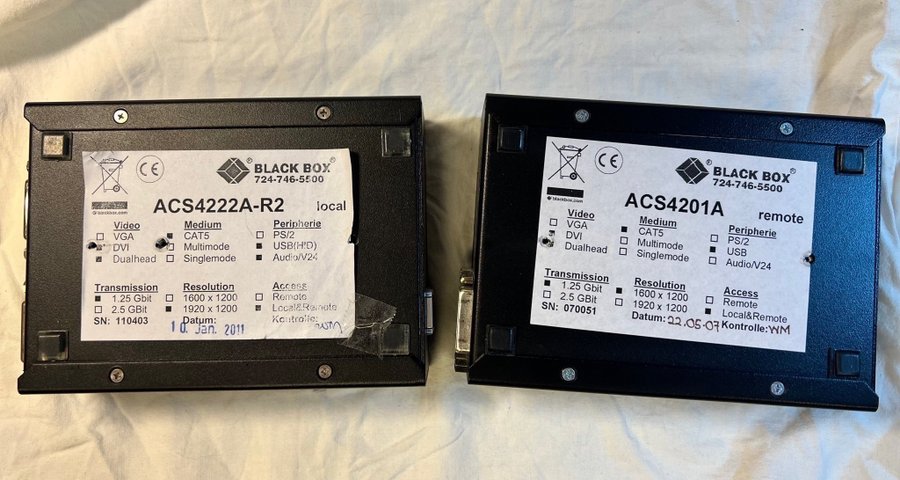 BLACK BOX®
724-746-5500
ACS4222A-R2 local
Video Medium Peripherie
VGA CAT5 PS/2
DVI Multimode USB(HID)
Dualhead Singlemode Audio/V24
Transmission Resolution Access
1.25 Gbit 1600 x 1200 Remote
2.5 GBit 1920 x 1200 Local&Remote
SN: 110403 Datum: Kontrolle:
10. Jan. 2011
CE
BLACK BOX®
724-746-5500
ACS4201A remote
Video Medium Peripherie
VGA CAT5 PS/2
DVI Multimode USB
Dualhead Singlemode Audio/V24
Transmission Resolution Access
1.25 Gbit 1600 x 1200 Remote
2.5 GBit 1920 x 1200 Local&Remote
SN: 070051 Datum: 22.05.07 Kontrolle: WM
CE